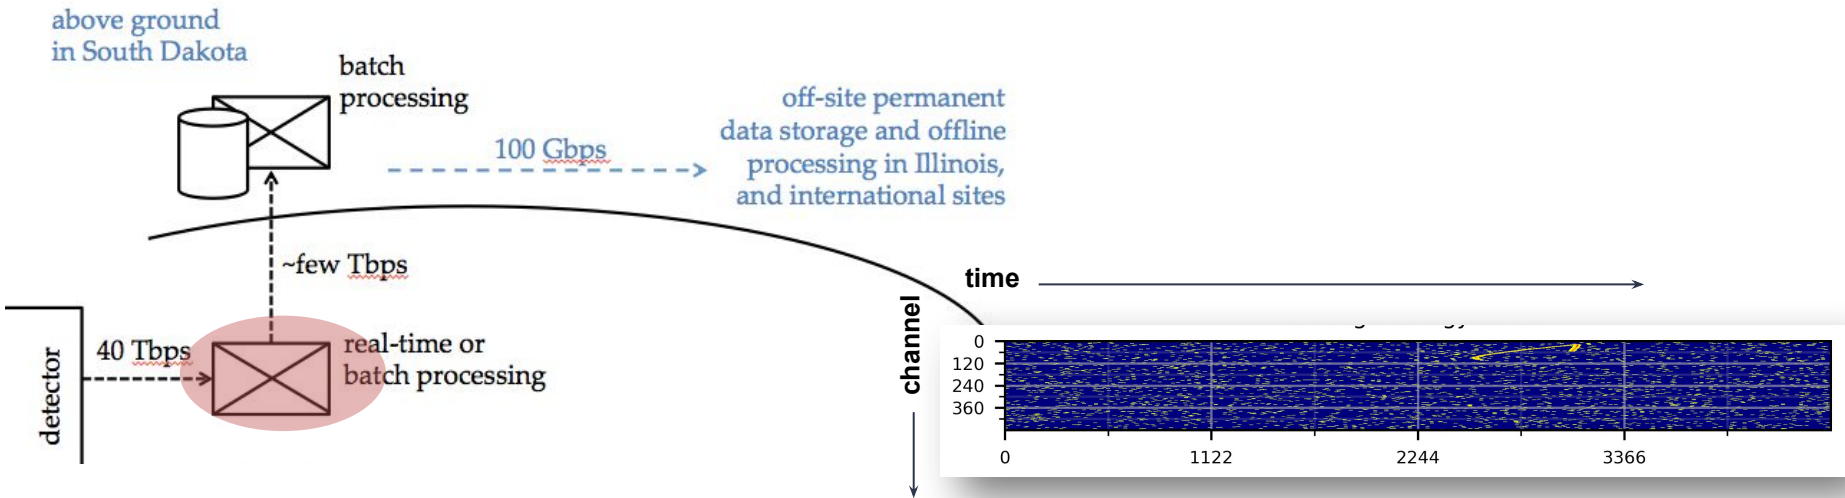 above ground
in South Dakota
batch
processing
off-site permanent
data storage and offline
processing in Illinois,
and international sites
100 Gbps
~few Tbps
40 Tbps
real-time or
batch processing
detector
time
channel
0
120
240
360
0
1122
2244
3366